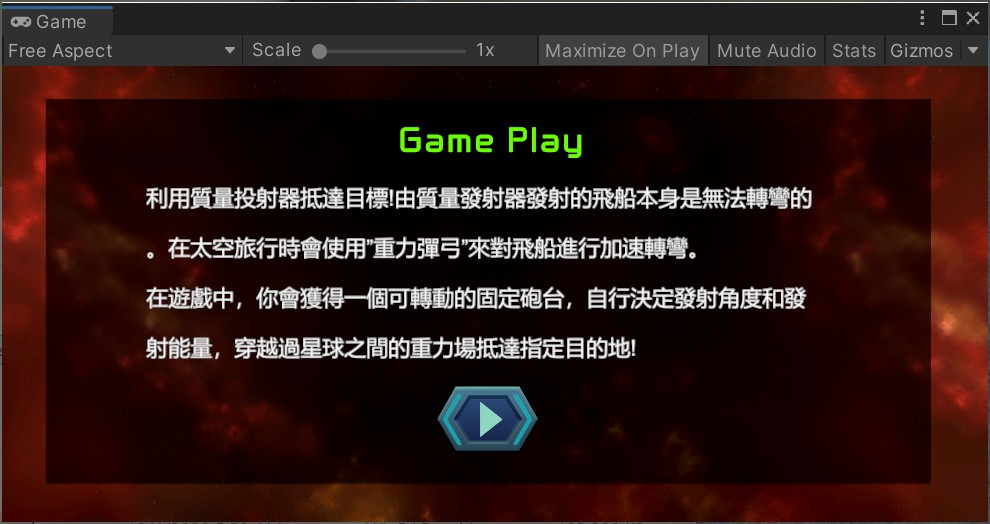 Game
Free Aspect
Scale
1x
Maximize On Play
Mute Audio
Stats
Gizmos
Game Play
利用質量投射器抵達目標!由質量發射器發射的飛船本身是無法轉彎的
。在太空旅行時會使用"重力彈弓"來對飛船進行加速轉彎。
在遊戲中，你會獲得一個可轉動的固定砲台，自行決定發射角度和發
射能量，穿越過星球之間的重力場抵達指定目的地!